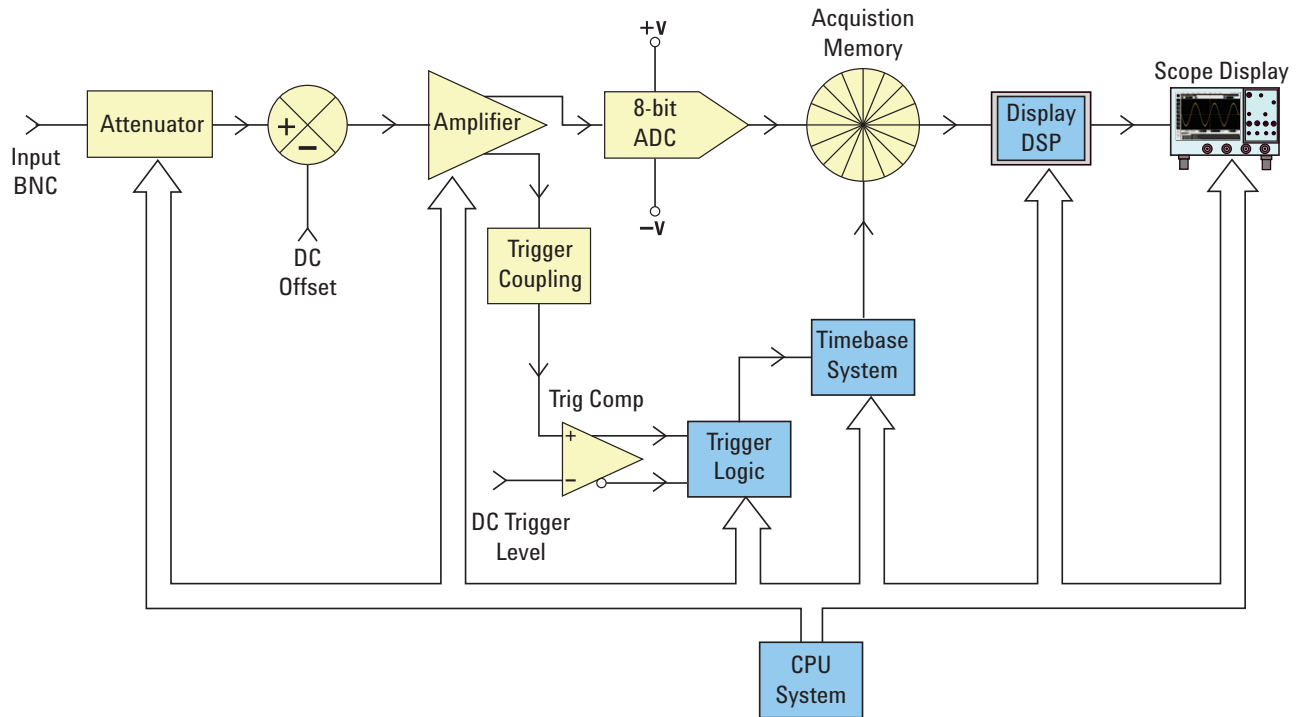 Input
BNC
Attenuator
+
−
DC
Offset
Amplifier
+v
8-bit
ADC
−v
Acquistion
Memory
Display
DSP
Scope Display
Trigger
Coupling
Trig Comp
+
−
DC Trigger
Level
Trigger
Logic
Timebase
System
CPU
System